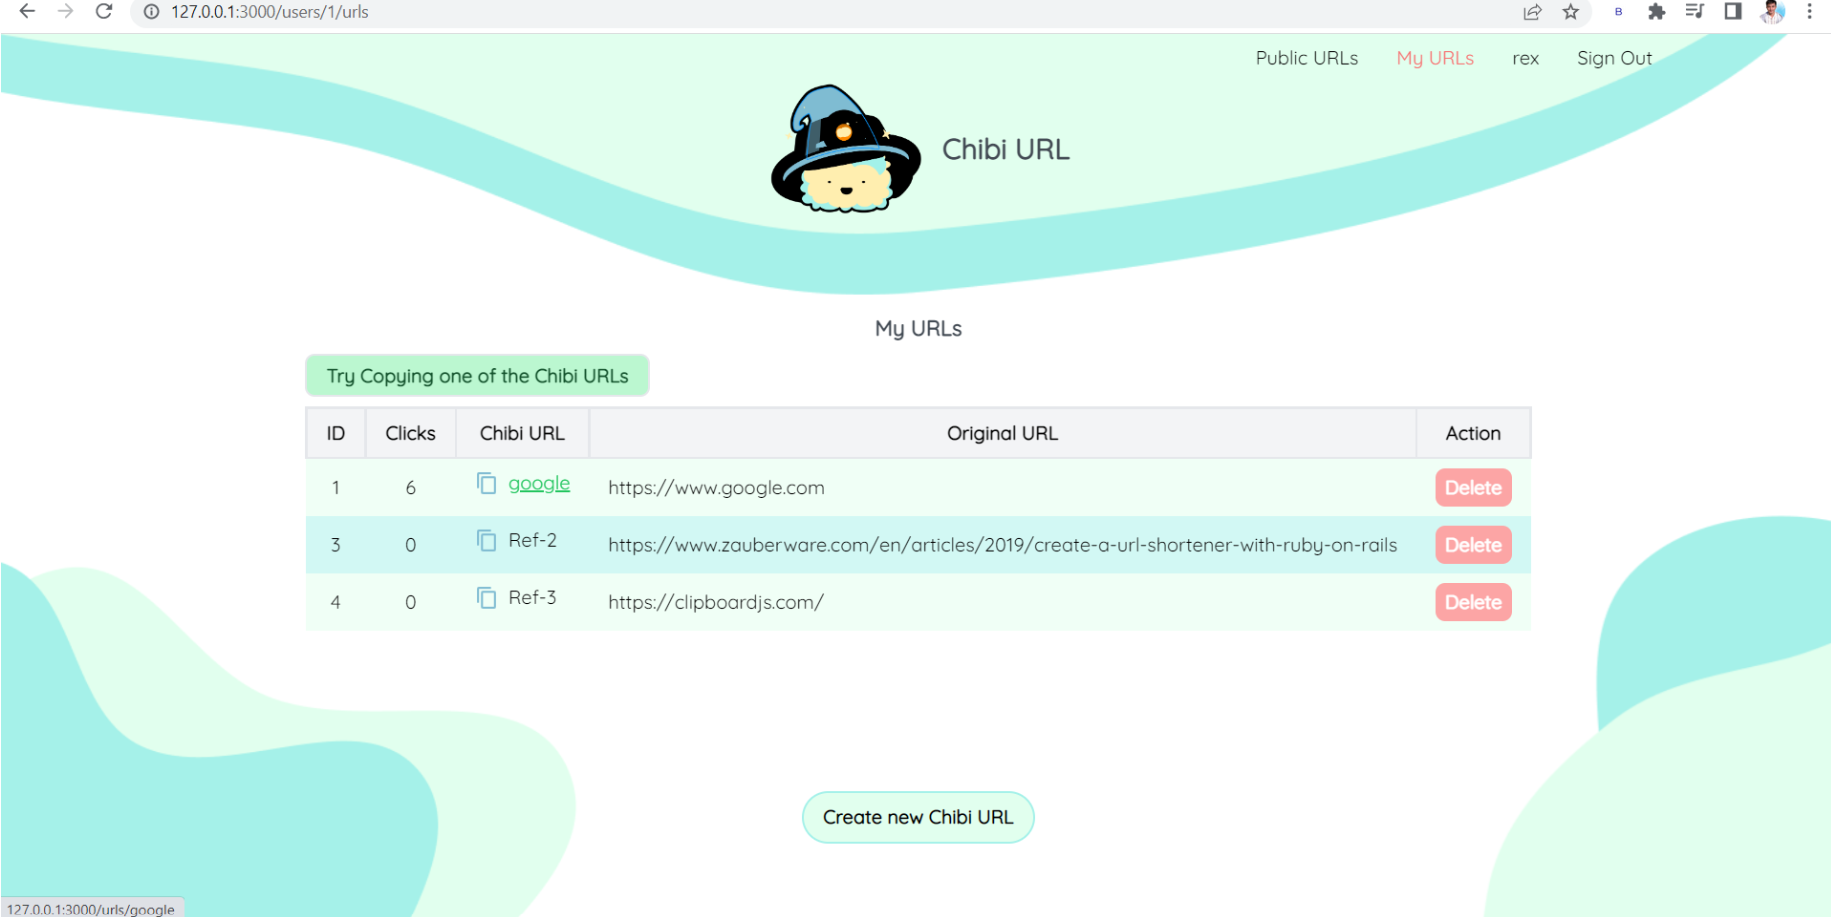 127.0.0.1:3000/users/1/urls
B
Public URLs My URLs rex Sign Out
Chibi URL
My URLs
Try Copying one of the Chibi URLs
ID Clicks Chibi URL Original URL Action
1 6 google https://www.google.com Delete
3 0 Ref-2 https://www.zauberware.com/en/articles/2019/create-a-url-shortener-with-ruby-on-rails Delete
4 0 Ref-3 https://clipboardjs.com/ Delete
Create new Chibi URL
127.0.0.1:3000/urls/google